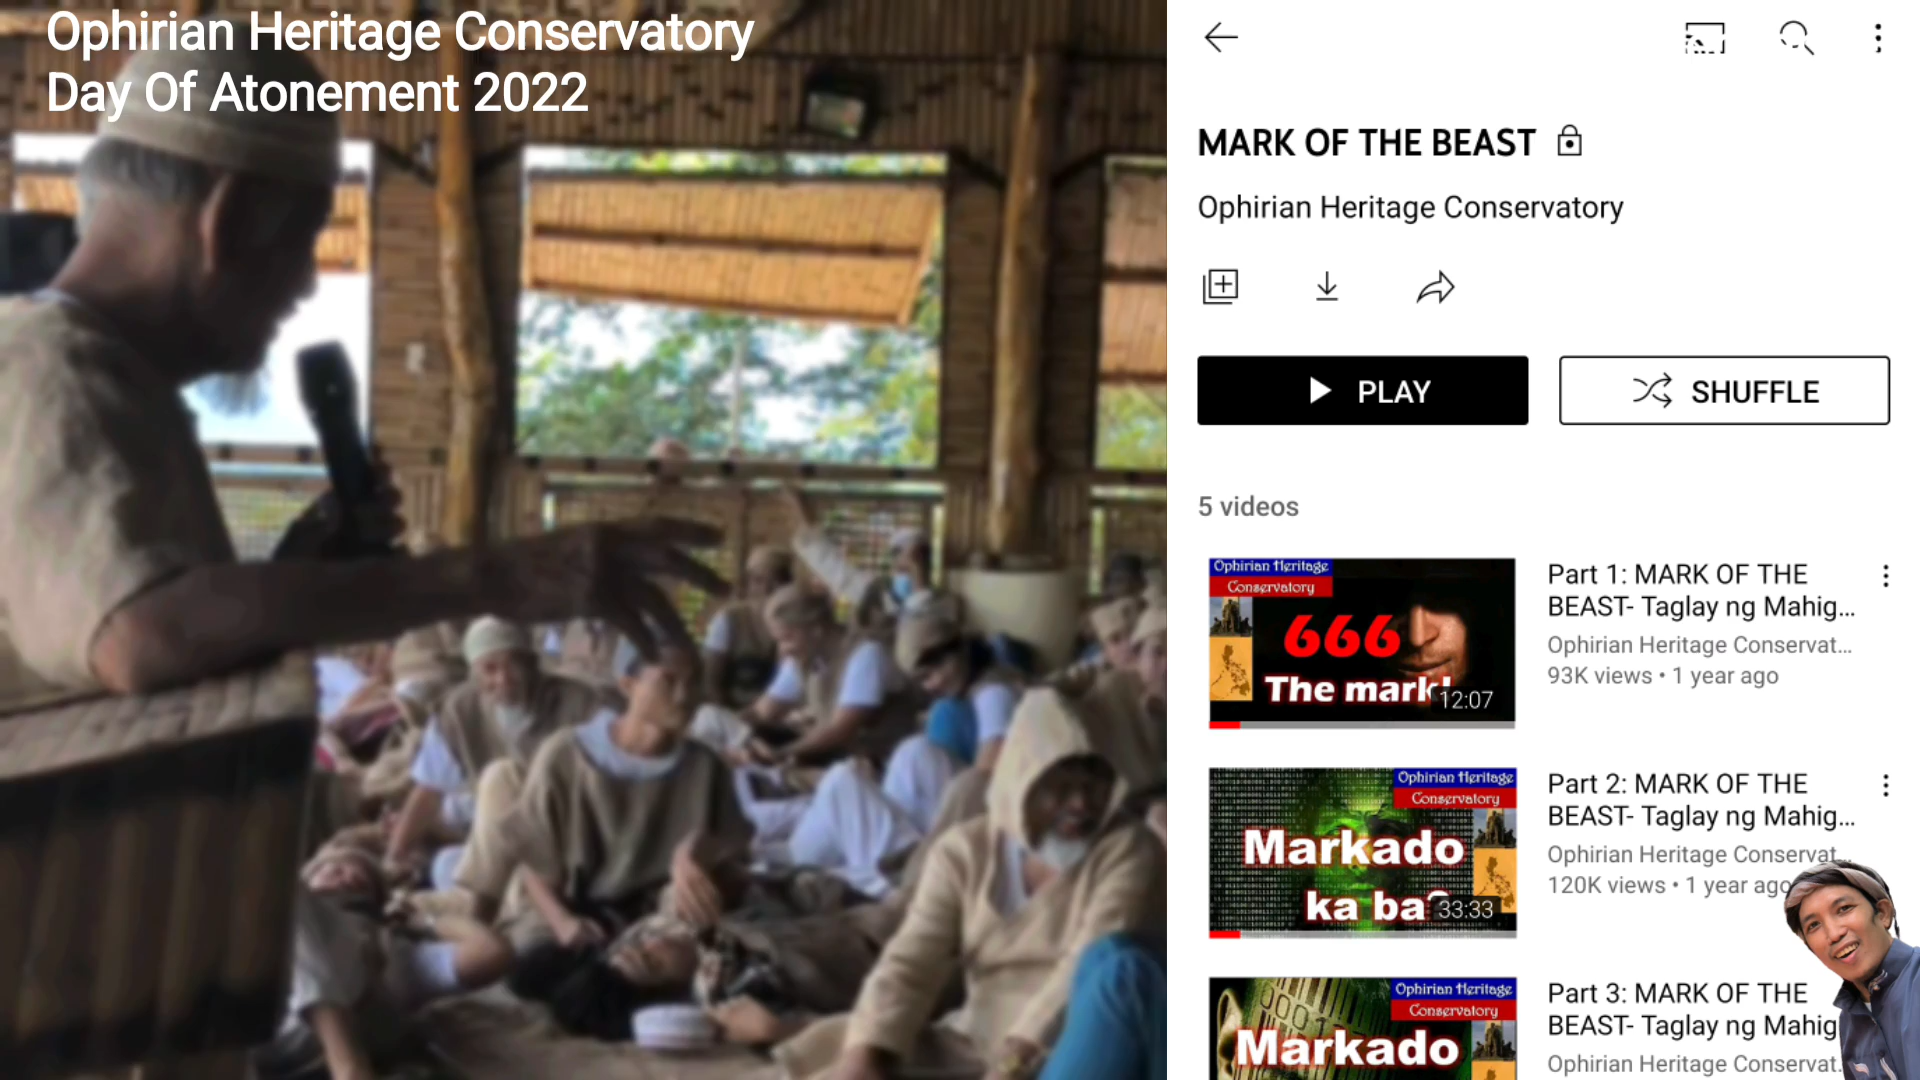 Ophirian Heritage Conservatory
Day Of Atonement 2022
MARK OF THE BEAST
Ophirian Heritage Conservatory
PLAY
SHUFFLE
5 videos
Ophirian Heritage
Conservatory
666
The mark!
12:07
Part 1: MARK OF THE
BEAST- Taglay ng Mahig...
Ophirian Heritage Conservat...
93K views • 1 year ago
Ophirian Heritage
Conservatory
Markado
ka ba?
33:33
Part 2: MARK OF THE
BEAST- Taglay ng Mahig...
Ophirian Heritage Conservat...
120K views • 1 year ago
Ophirian Heritage
Conservatory
Markado
Part 3: MARK OF THE
BEAST- Taglay ng Mahig
Ophirian Heritage Conservat.